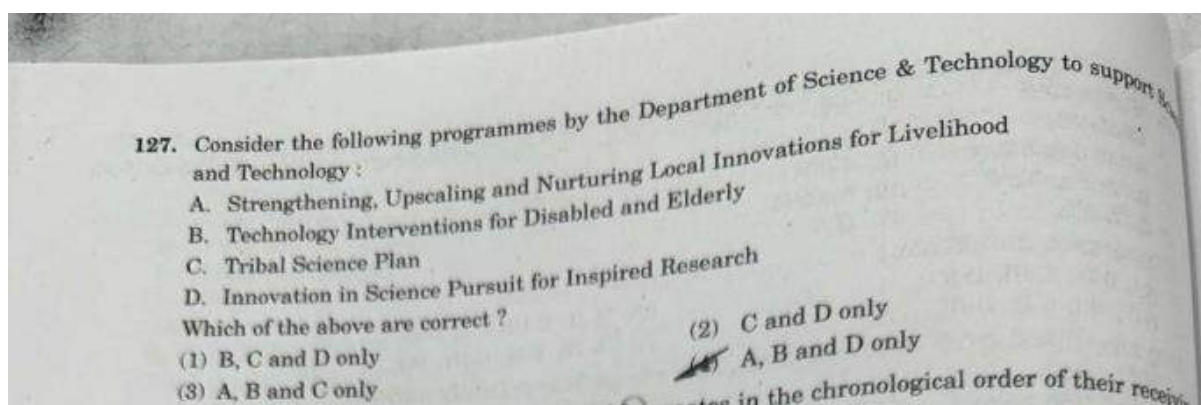 127. Consider the following programmes by the Department of Science & Technology to support
and Technology :
A. Strengthening, Upscaling and Nurturing Local Innovations for Livelihood
B. Technology Interventions for Disabled and Elderly
C. Tribal Science Plan
D. Innovation in Science Pursuit for Inspired Research
Which of the above are correct ?
(1) B, C and D only
(2) C and D only
(3) A, B and C only
A, B and D only
in the chronological order of their